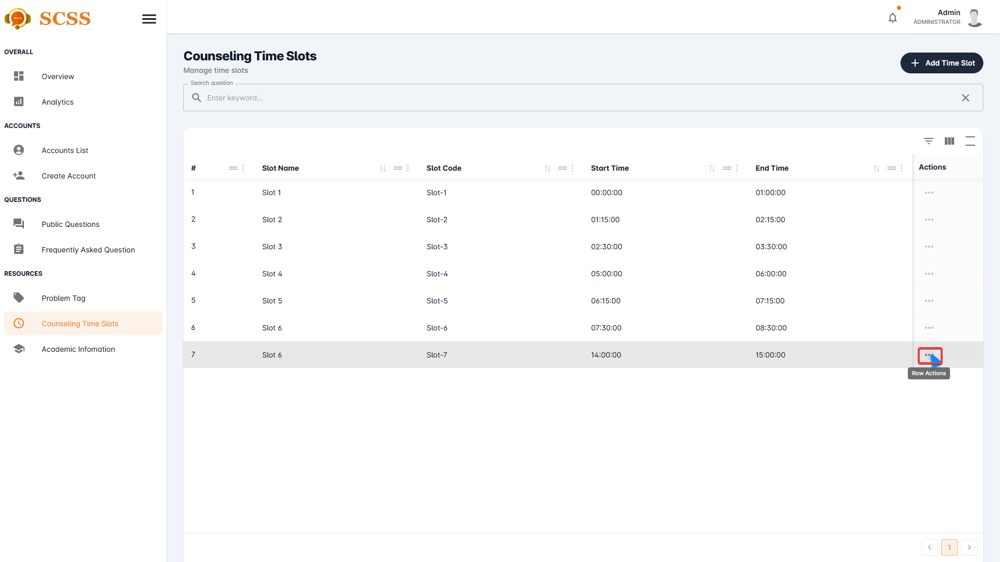 SCSS
Admin
ADMINISTRATOR
OVERALL
Overview
Analytics
ACCOUNTS
Accounts List
Create Account
QUESTIONS
Public Questions
Frequently Asked Question
RESOURCES
Problem Tag
Counseling Time Slots
Academic Infomation
Counseling Time Slots
Manage time slots
Add Time Slot
Search question
Enter keyword...
# Slot Name Slot Code Start Time End Time Actions
1 Slot 1 Slot-1 00:00:00 01:00:00
2 Slot 2 Slot-2 01:15:00 02:15:00
3 Slot 3 Slot-3 02:30:00 03:30:00
4 Slot 4 Slot-4 05:00:00 06:00:00
5 Slot 5 Slot-5 06:15:00 07:15:00
6 Slot 6 Slot-6 07:30:00 08:30:00
7 Slot 6 Slot-7 14:00:00 15:00:00
Row Actions
1